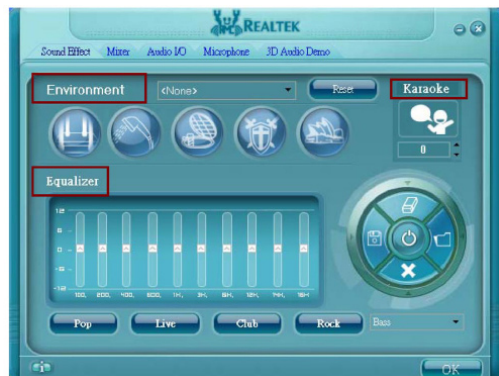 REALTEK
Sound Effect Mixer Audio I/O Microphone 3D Audio Demo
Environment <None> Reset Karaoke
0
Equalizer
12
6
0
-6
-12
100, 200, 400, 600, 1K, 3K, 6K, 12K, 14K, 16K
Pop Live Club Rock Bass
i
OK